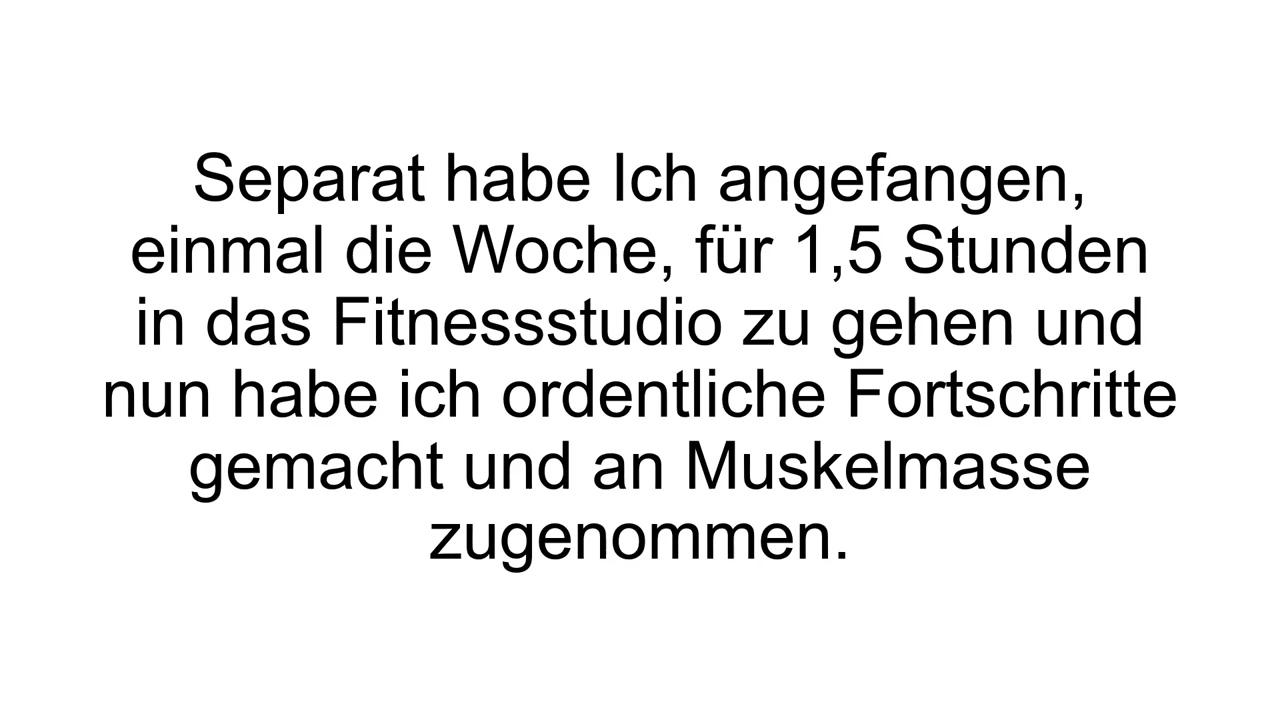 Separat habe Ich angefangen,
einmal die Woche, für 1,5 Stunden
in das Fitnessstudio zu gehen und
nun habe ich ordentliche Fortschritte
gemacht und an Muskelmasse
zugenommen.